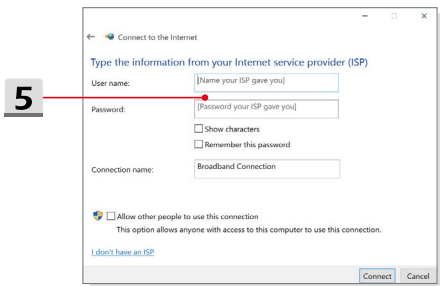 Connect to the Internet
Type the information from your Internet service provider (ISP)
User name: [Name your ISP gave you]
5
Password: [Password your ISP gave you]
Show characters
Remember this password
Connection name: Broadband Connection
Allow other people to use this connection
This option allows anyone with access to this computer to use this connection.
I don't have an ISP
Connect Cancel